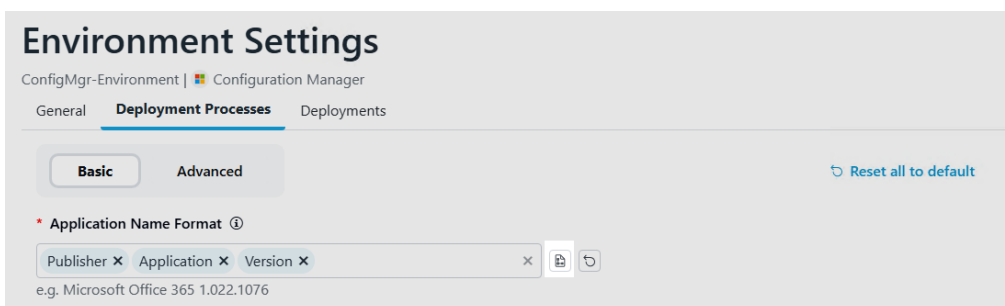 Environment Settings
ConfigMgr-Environment | Configuration Manager
General Deployment Processes Deployments
Basic Advanced Reset all to default
* Application Name Format
Publisher × Application × Version × ×
e.g. Microsoft Office 365 1.022.1076